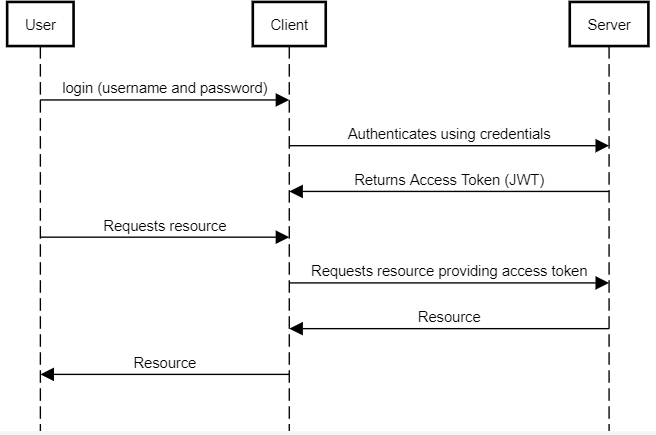 User
Client
Server
login (username and password)
Authenticates using credentials
Returns Access Token (JWT)
Requests resource
Requests resource providing access token
Resource
Resource